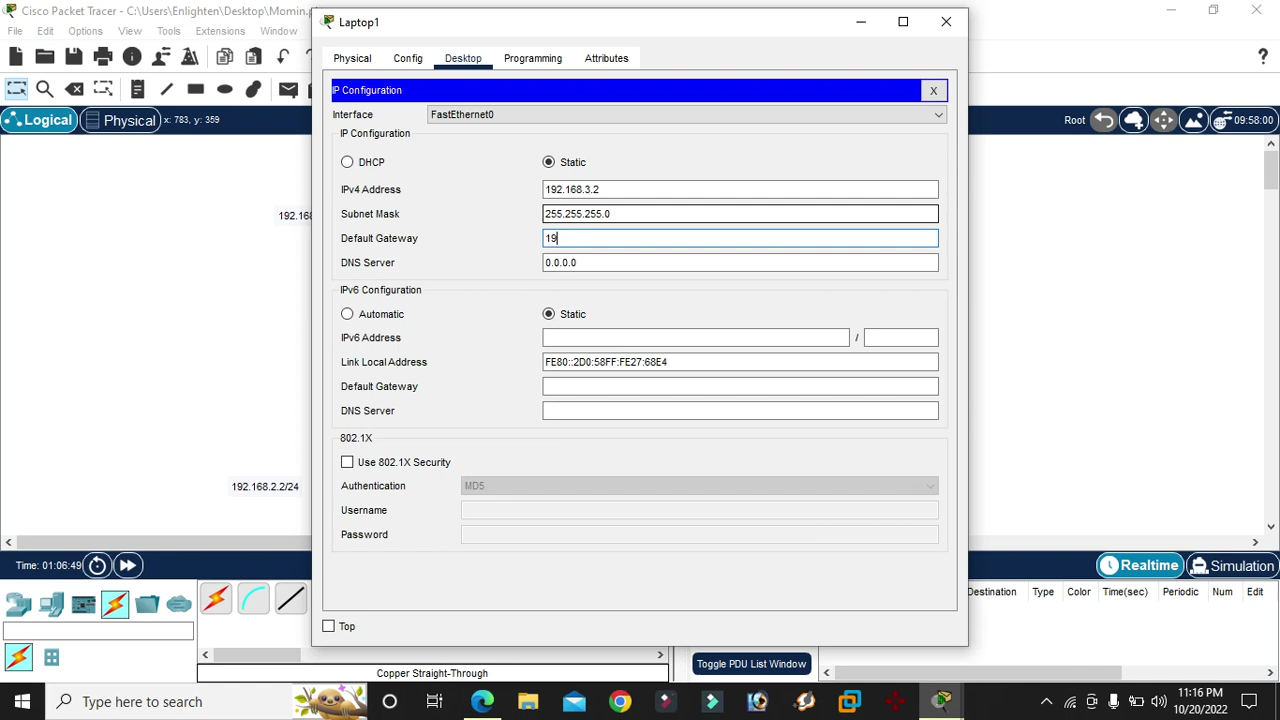 Cisco Packet Tracer - C:\Users\Enlighten\Desktop\Momin.p
Laptop1
File Edit Options View Tools Extensions Window
Physical Config Desktop Programming Attributes
IP Configuration X
Logical Physical x: 783, y: 359 Root 09:58:00
Interface FastEthernet0
IP Configuration
DHCP Static
IPv4 Address 192.168.3.2
Subnet Mask 255.255.255.0
192.168
Default Gateway 19
DNS Server 0.0.0.0
IPv6 Configuration
Automatic Static
IPv6 Address /
Link Local Address FE80::2D0:58FF:FE27:68E4
Default Gateway
DNS Server
802.1X
Use 802.1X Security
192.168.2.2/24
Authentication MD5
Username
Password
Time: 01:06:49 Realtime Simulation
Destination Type Color Time(sec) Periodic Num Edit
Top
Toggle PDU List Window
Copper Straight-Through
Type here to search
11:16 PM
10/20/2022